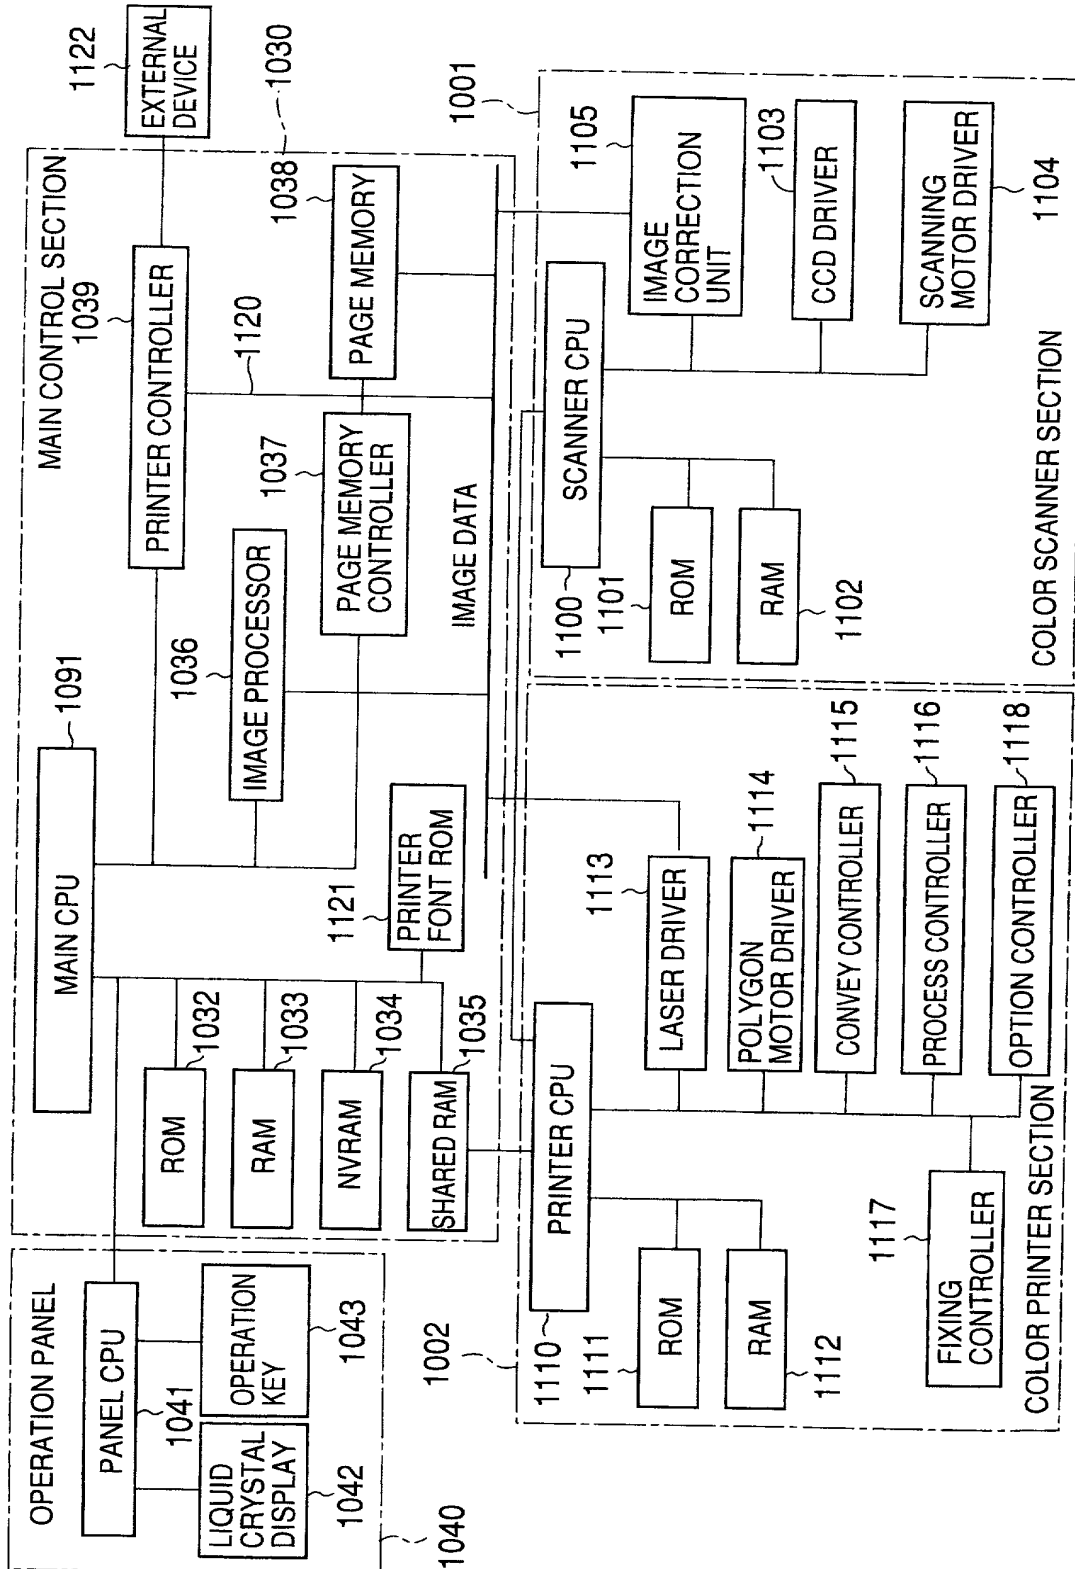 OPERATION PANEL
PANEL CPU
1041
LIQUID
CRYSTAL
DISPLAY
1042
OPERATION
KEY
1043
1040
MAIN CONTROL SECTION
1030
MAIN CPU
1091
ROM
1032
RAM
1033
NVRAM
1034
SHARED RAM
1035
PRINTER
FONT ROM
1121
IMAGE PROCESSOR
1036
PAGE MEMORY
CONTROLLER
1037
PAGE MEMORY
1038
PRINTER CONTROLLER
1039
1120
IMAGE DATA
EXTERNAL
DEVICE
1122
1002
PRINTER CPU
1110
ROM
1111
RAM
1112
LASER DRIVER
1113
POLYGON
MOTOR DRIVER
1114
CONVEY CONTROLLER
1115
PROCESS CONTROLLER
1116
OPTION CONTROLLER
1118
FIXING
CONTROLLER
1117
COLOR PRINTER SECTION
1001
SCANNER CPU
1100
ROM
1101
RAM
1102
IMAGE
CORRECTION
UNIT
1105
CCD DRIVER
1103
SCANNING
MOTOR DRIVER
1104
COLOR SCANNER SECTION